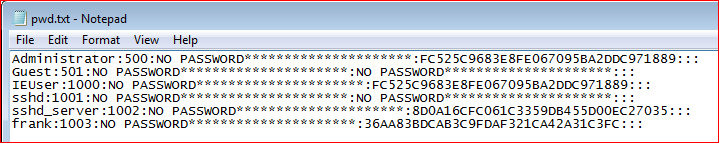 pwd.txt - Notepad
File Edit Format View Help
Administrator:500:NO PASSWORD*********************:FC525C9683E8FE067095BA2DDC971889:::
Guest:501:NO PASSWORD*********************:NO PASSWORD*********************:::
IEUser:1000:NO PASSWORD*********************:FC525C9683E8FE067095BA2DDC971889:::
sshd:1001:NO PASSWORD*********************:NO PASSWORD*********************:::
sshd_server:1002:NO PASSWORD*********************:8D0A16CFC061C3359DB455D00EC27035:::
frank:1003:NO PASSWORD*********************:36AA83BDCAB3C9FDAF321CA42A31C3FC:::